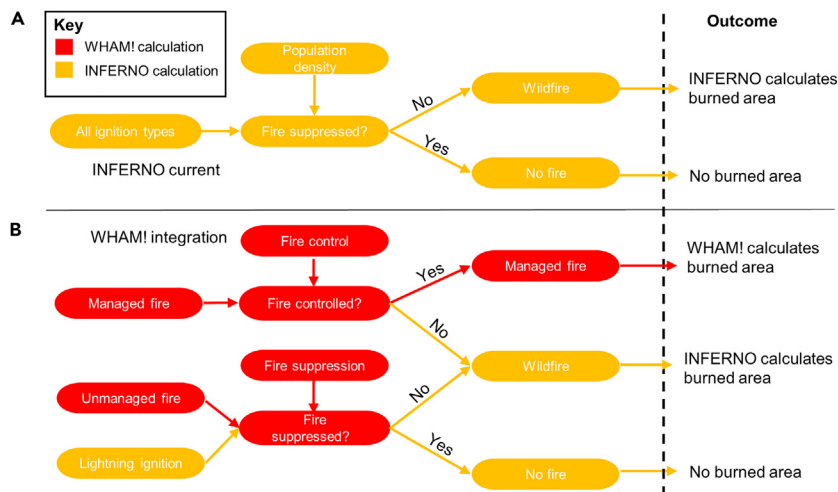 A
Key
WHAM! calculation
INFERNO calculation
Outcome
Population
density
All ignition types
Fire suppressed?
No
Yes
Wildfire
No fire
INFERNO calculates
burned area
No burned area
INFERNO current
B
WHAM! integration
Fire control
Managed fire
Fire controlled?
Yes
No
Managed fire
WHAM! calculates
burned area
Fire suppression
Unmanaged fire
Lightning ignition
Fire
suppressed?
No
Yes
Wildfire
INFERNO calculates
burned area
No fire
No burned area